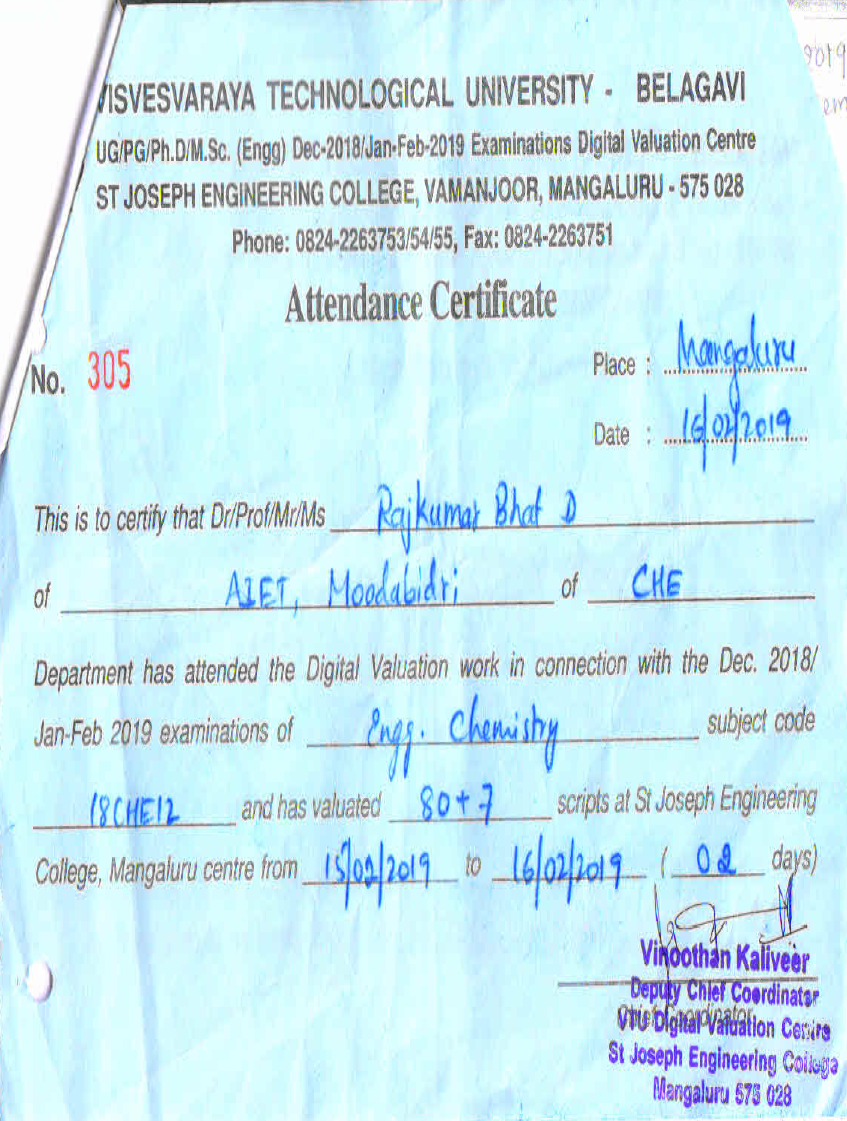 VISVESVARAYA TECHNOLOGICAL UNIVERSITY - BELAGAVI
UG/PG/Ph.D/M.Sc. (Engg) Dec-2018/Jan-Feb-2019 Examinations Digital Valuation Centre
ST JOSEPH ENGINEERING COLLEGE, VAMANJOOR, MANGALURU - 575 028
Phone: 0824-2263753/54/55, Fax: 0824-2263751
Attendance Certificate
No. 305
Place : Mangaluru
Date : 16/02/2019
This is to certify that Dr/Prof/Mr/Ms Rajkumar Bhat D
of AIET, Moodabidri of CHE
Department has attended the Digital Valuation work in connection with the Dec. 2018/
Jan-Feb 2019 examinations of Engg. Chemistry subject code
18CHE12 and has valuated 80+7 scripts at St Joseph Engineering
College, Mangaluru centre from 15/02/2019 to 16/02/2019 ( 02 days)
Vinoothan Kaliveer
Deputy Chief Coordinator
Chief Coordinator
VTU Digital Valuation Centre
St Joseph Engineering College
Mangaluru 575 028